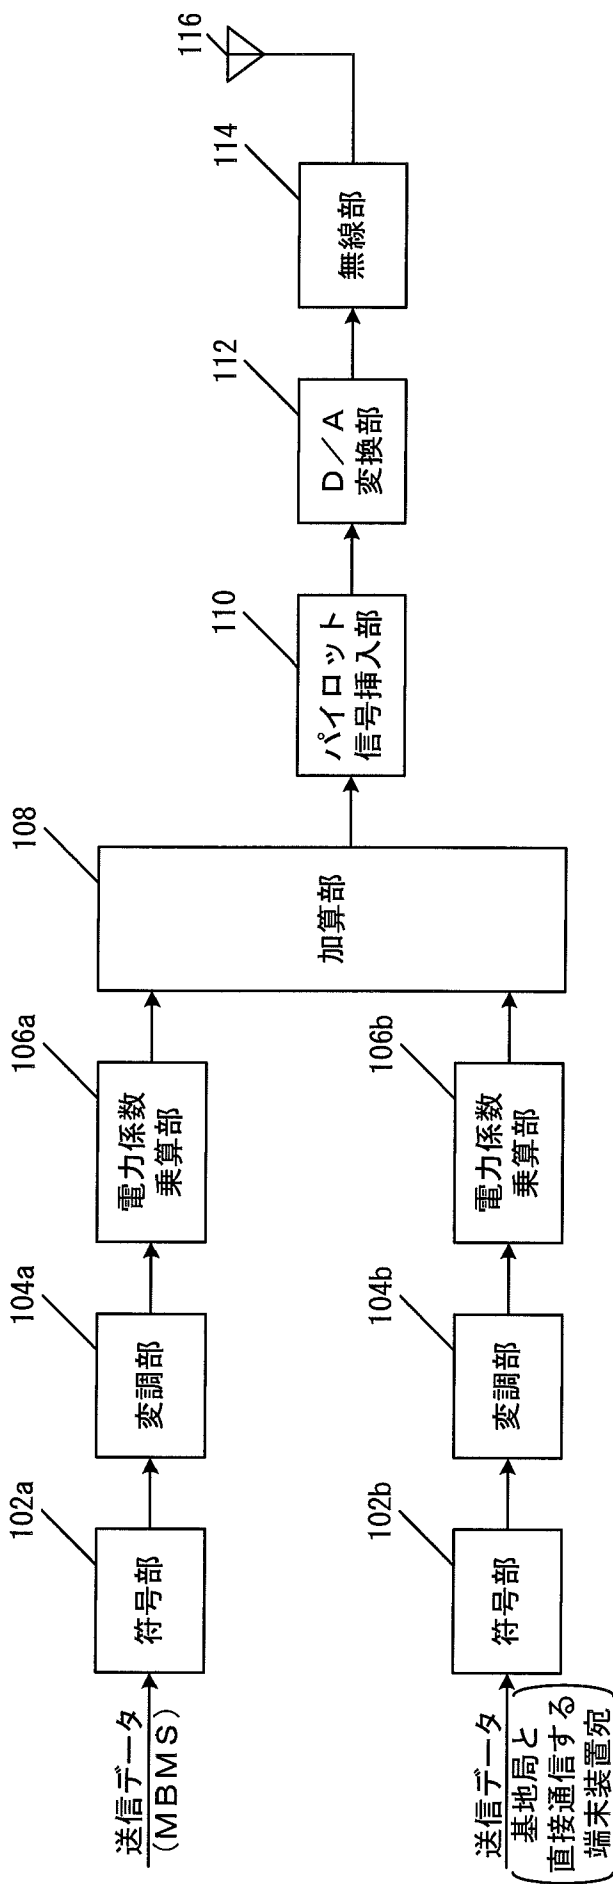 送信データ
(MBMS)
102a
符号部
104a
変調部
106a
電力係数
乗算部
送信データ
基地局と
直接通信する
端末装置宛
102b
符号部
104b
変調部
106b
電力係数
乗算部
108
加算部
110
パイロット
信号挿入部
112
D/A
変換部
114
無線部
116